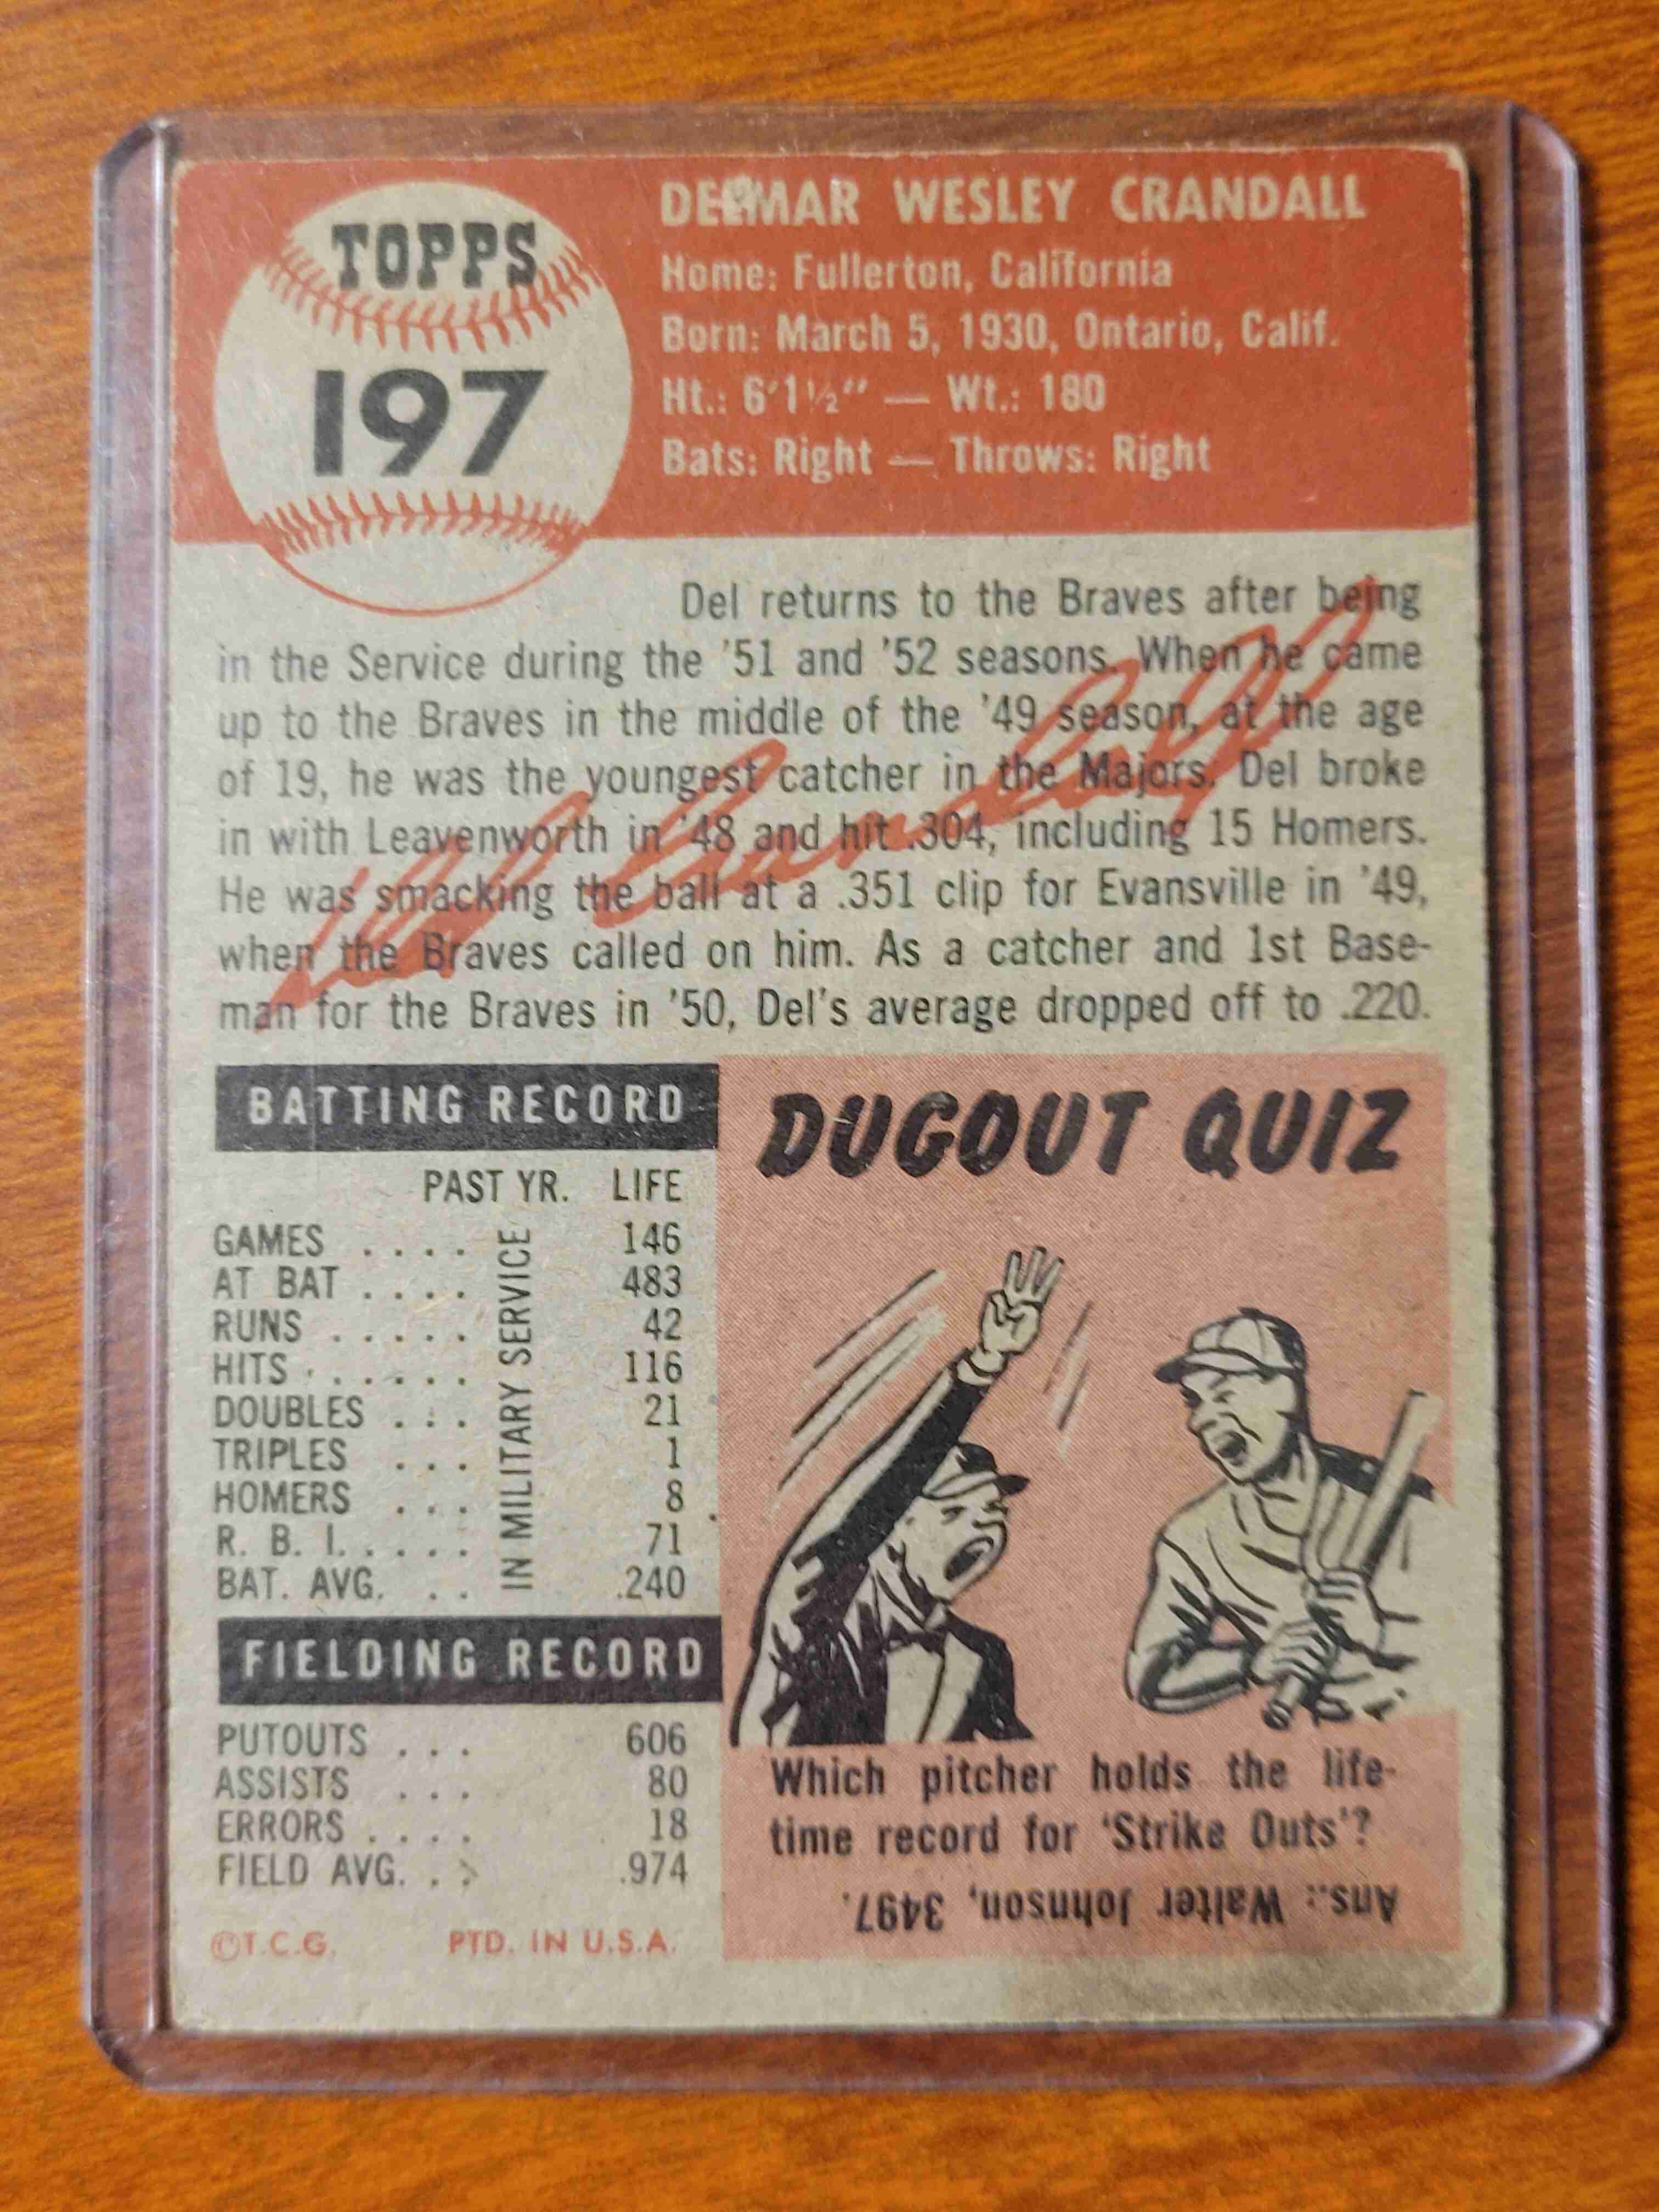 TOPPS
197
DELMAR WESLEY CRANDALL
Home: Fullerton, California
Born: March 5, 1930, Ontario, Calif.
Ht.: 6'1½" — Wt.: 180
Bats: Right — Throws: Right
Del returns to the Braves after being
in the Service during the '51 and '52 seasons. When he came
up to the Braves in the middle of the '49 season, at the age
of 19, he was the youngest catcher in the Majors. Del broke
in with Leavenworth in '48 and hit .304, including 15 Homers.
He was smacking the ball at a .351 clip for Evansville in '49,
when the Braves called on him. As a catcher and 1st Base-
man for the Braves in '50, Del's average dropped off to .220.
Del Crandall
BATTING RECORD
PAST YR. LIFE
GAMES .... 146
AT BAT .... 483
RUNS ..... 42
HITS ...... 116
DOUBLES ... 21
TRIPLES ... 1
HOMERS ... 8
R. B. I. .... 71
BAT. AVG. .. .240
IN MILITARY SERVICE
FIELDING RECORD
PUTOUTS ... 606
ASSISTS ... 80
ERRORS .... 18
FIELD AVG. .. .974
©T.C.G. PTD. IN U.S.A.
DUGOUT QUIZ
Which pitcher holds the life-
time record for 'Strike Outs'?
Ans.: Walter Johnson, 3497.